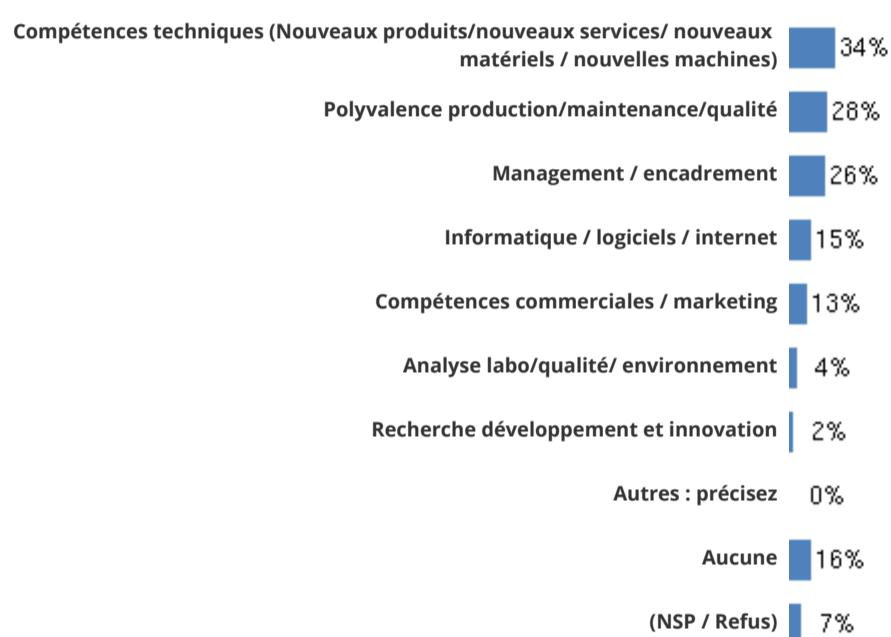 Compétences techniques (Nouveaux produits/nouveaux services/ nouveaux
matériels / nouvelles machines) 34%
Polyvalence production/maintenance/qualité 28%
Management / encadrement 26%
Informatique / logiciels / internet 15%
Compétences commerciales / marketing 13%
Analyse labo/qualité/ environnement 4%
Recherche développement et innovation 2%
Autres : précisez 0%
Aucune 16%
(NSP / Refus) 7%